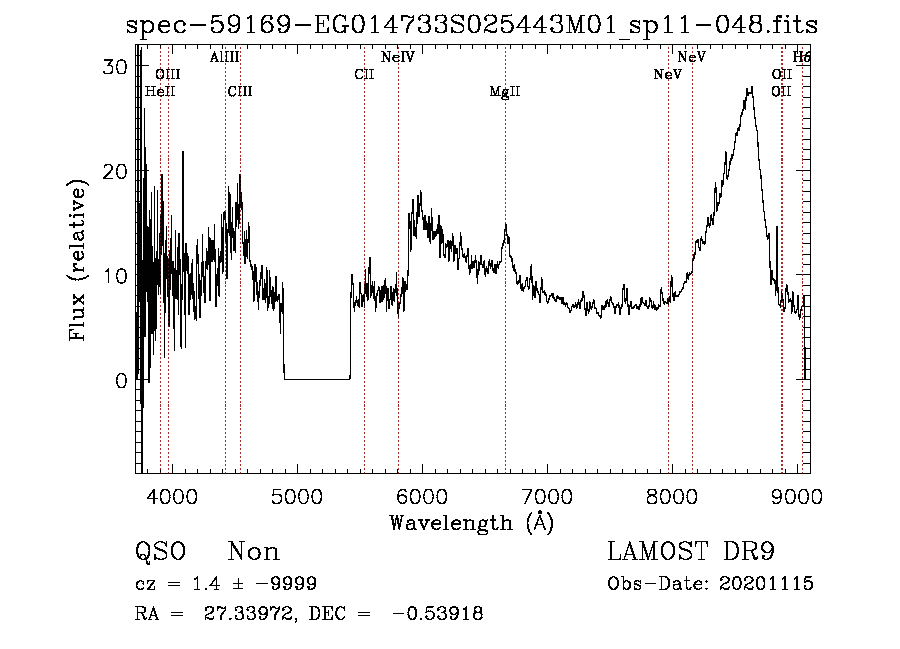 spec-59169-EG014733S025443M01_sp11-048.fits
AlIII NeIV NeV Hδ
OIII CII NeV OII
HeII CIII MgII OII
30
20
10
0
Flux (relative)
4000 5000 6000 7000 8000 9000
Wavelength (Å)
QSO Non LAMOST DR9
cz = 1.4 ± -9999 Obs-Date: 20201115
RA = 27.33972, DEC = -0.53918